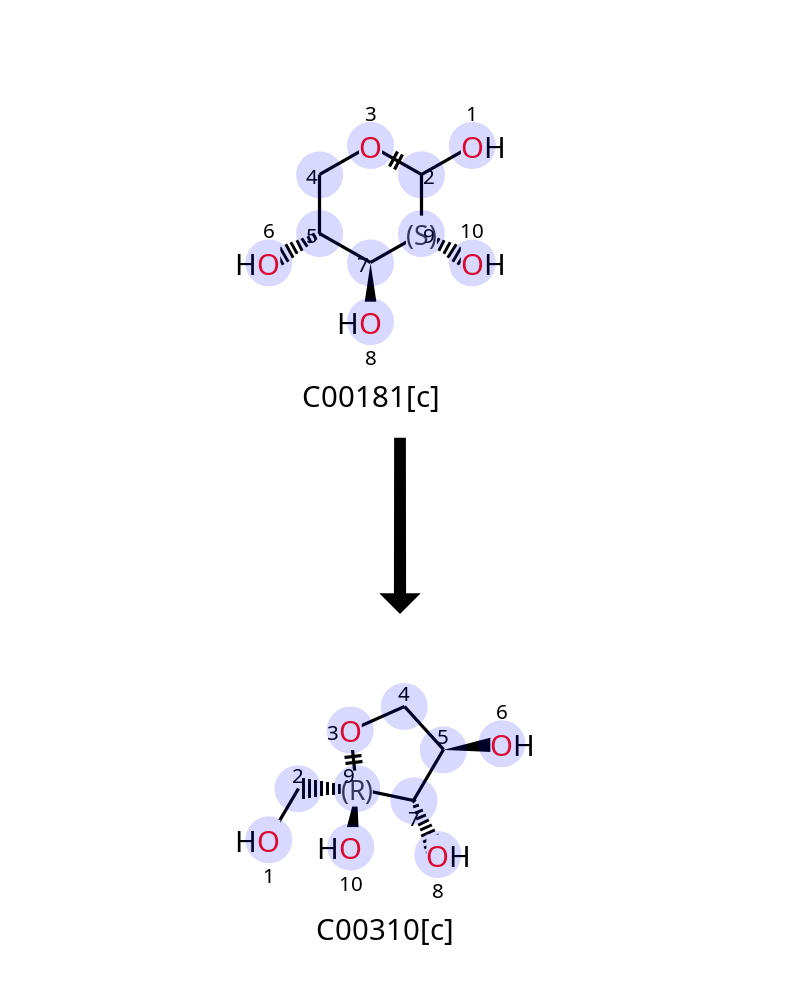 3 1
O OH
4 2
6 5 (S) 9 10
HO 7 OH
HO
8
C00181[c]
4
6
3 O 5 OH
2 9 (R)
7
HO HO OH
1 10 8
C00310[c]